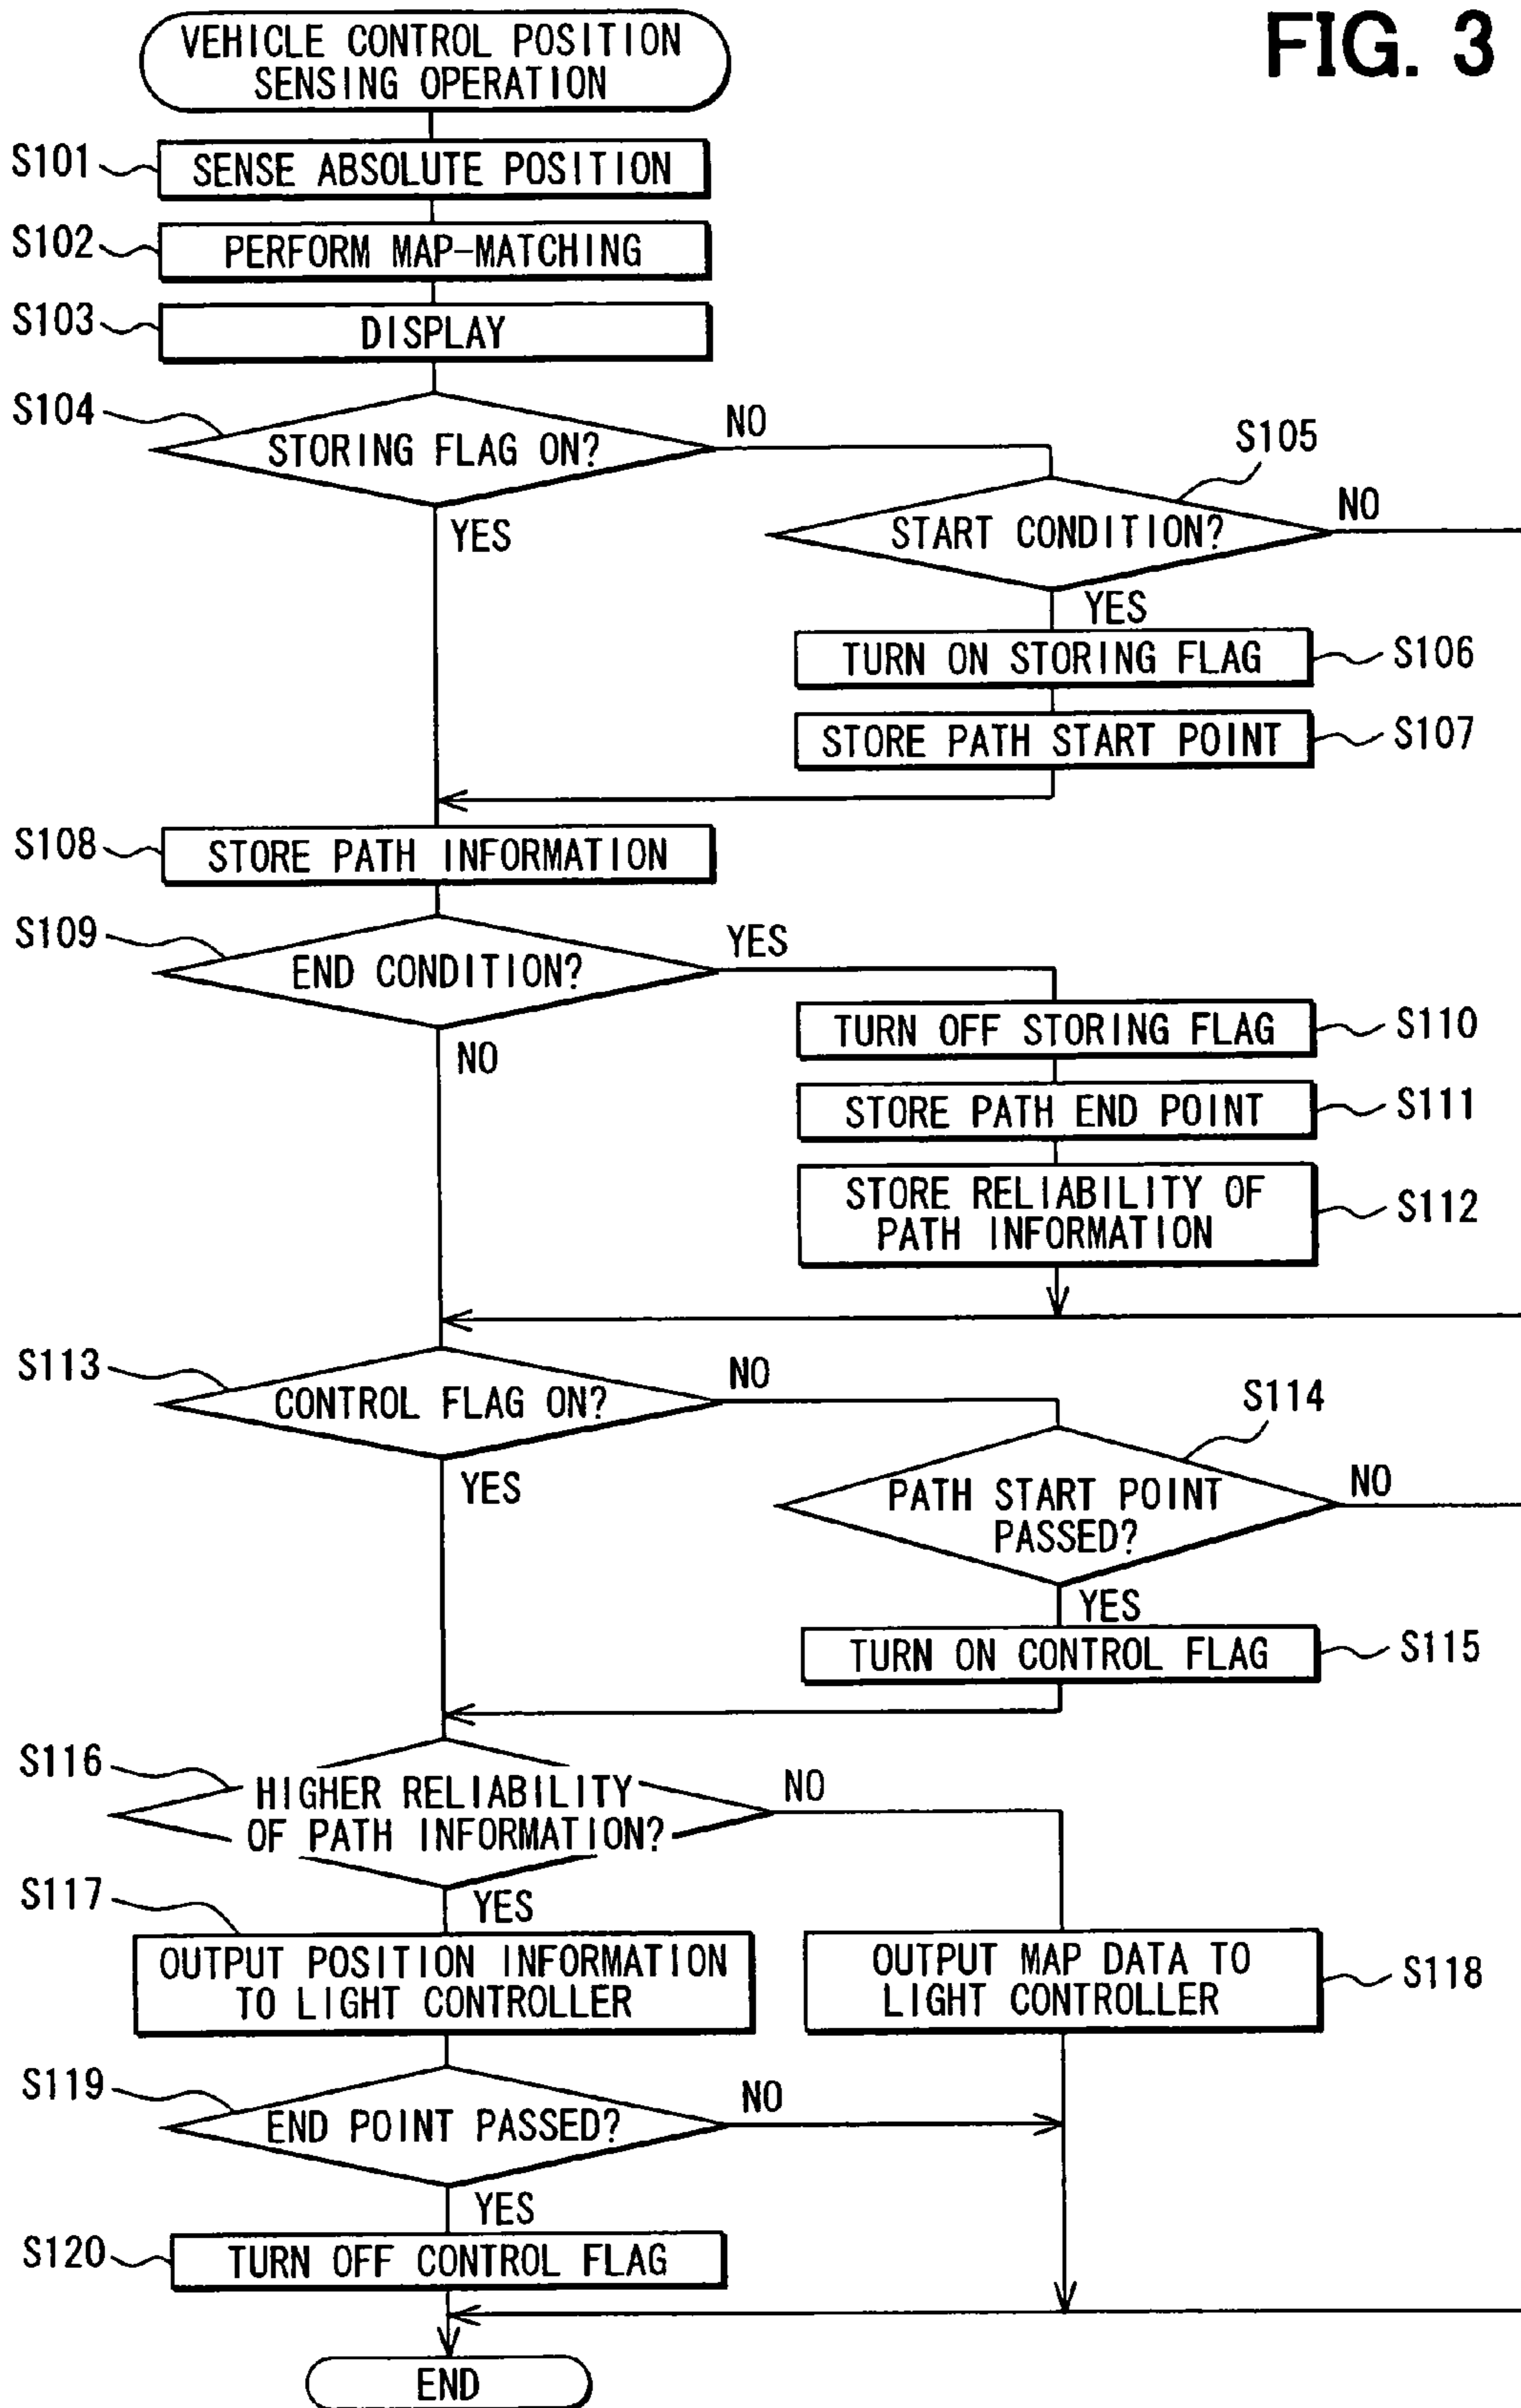 FIG. 3
VEHICLE CONTROL POSITION
SENSING OPERATION
S101
SENSE ABSOLUTE POSITION
S102
PERFORM MAP-MATCHING
S103
DISPLAY
S104
STORING FLAG ON?
NO
YES
S105
START CONDITION?
NO
YES
TURN ON STORING FLAG
S106
STORE PATH START POINT
S107
S108
STORE PATH INFORMATION
S109
END CONDITION?
YES
NO
TURN OFF STORING FLAG
S110
STORE PATH END POINT
S111
STORE RELIABILITY OF
PATH INFORMATION
S112
S113
CONTROL FLAG ON?
NO
YES
S114
PATH START POINT
PASSED?
NO
YES
TURN ON CONTROL FLAG
S115
S116
HIGHER RELIABILITY
OF PATH INFORMATION?
NO
YES
S117
OUTPUT POSITION INFORMATION
TO LIGHT CONTROLLER
OUTPUT MAP DATA TO
LIGHT CONTROLLER
S118
S119
END POINT PASSED?
NO
YES
S120
TURN OFF CONTROL FLAG
END